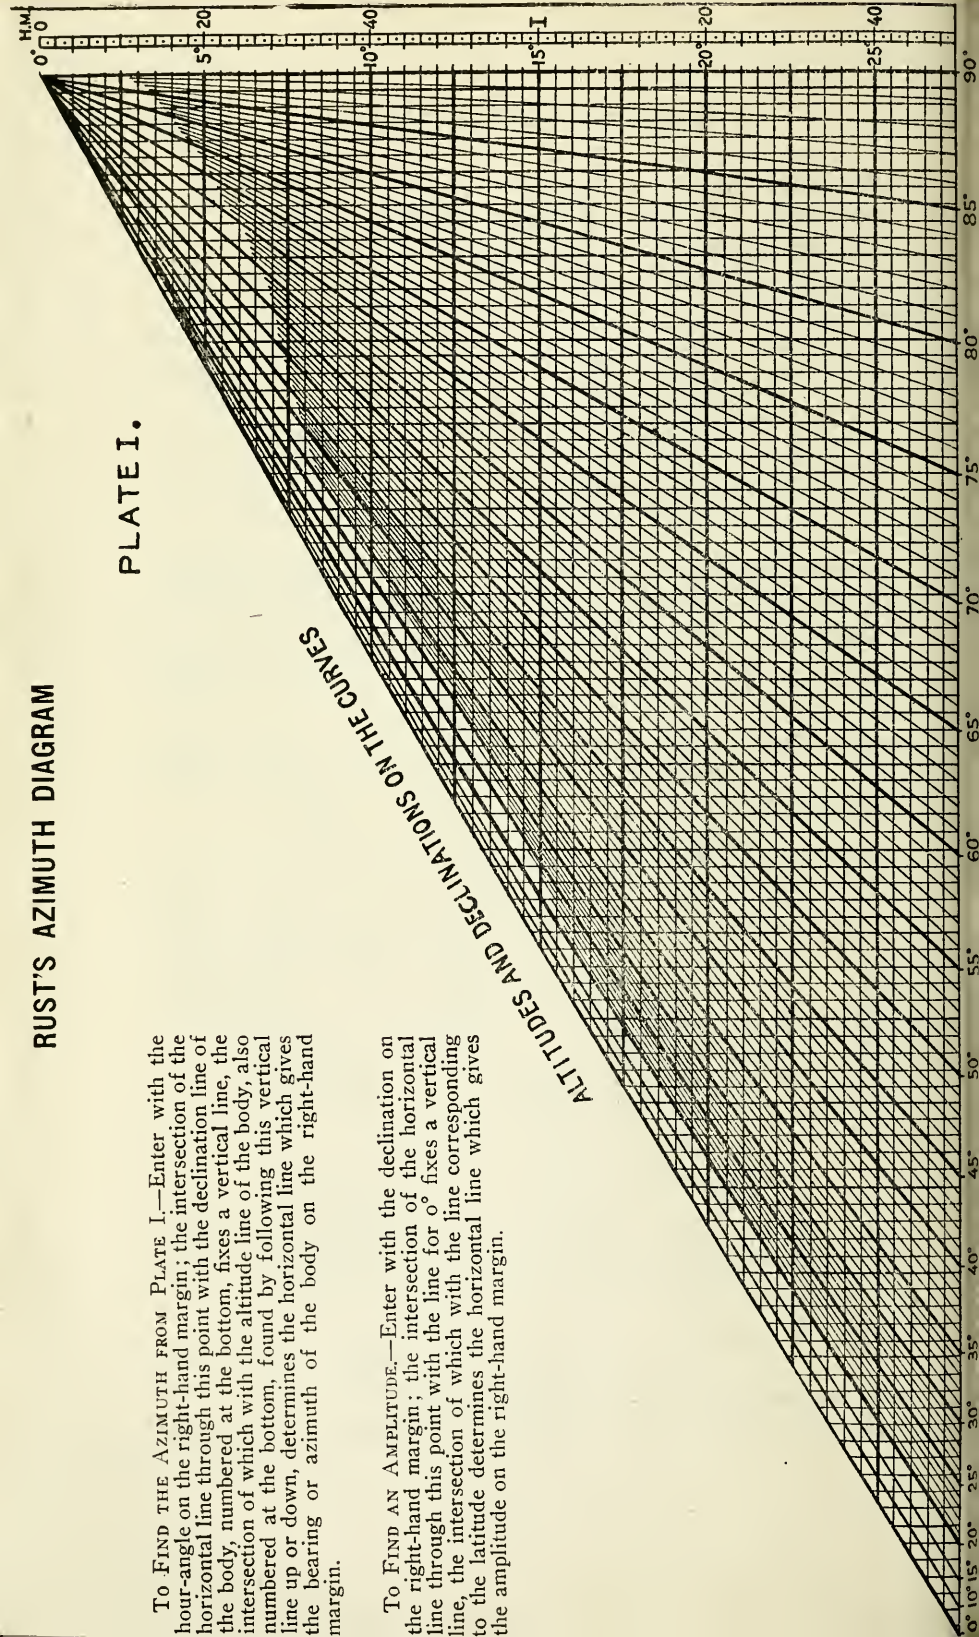 RUST'S AZIMUTH DIAGRAM
PLATE I.
To FIND THE AZIMUTH FROM PLATE I.—Enter with the
hour-angle on the right-hand margin; the intersection of the
horizontal line through this point with the declination line of
the body, numbered at the bottom, fixes a vertical line, the
intersection of which with the altitude line of the body, also
numbered at the bottom, found by following this vertical
line up or down, determines the horizontal line which gives
the bearing or azimuth of the body on the right-hand
margin.
To FIND AN AMPLITUDE.—Enter with the declination on
the right-hand margin; the intersection of the horizontal
line through this point with the line for 0° fixes a vertical
line, the intersection of which with the line corresponding
to the latitude determines the horizontal line which gives
the amplitude on the right-hand margin.
ALTITUDES AND DECLINATIONS ON THE CURVES
H.M.
0° 0
5° 20
10° 40
15° I
20° 20
25° 40
0° 10° 15° 20° 25° 30° 35° 40° 45° 50° 55° 60° 65° 70° 75° 80° 85° 90°